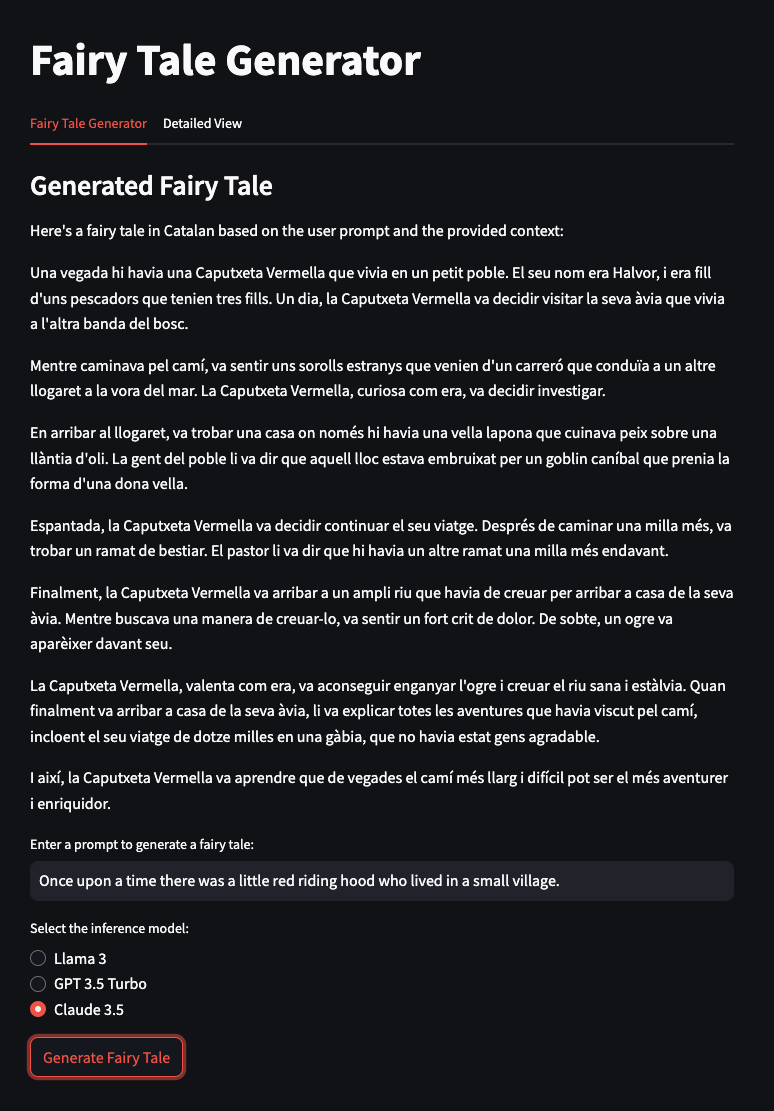 Fairy Tale Generator
Fairy Tale Generator
Detailed View
Generated Fairy Tale
Here's a fairy tale in Catalan based on the user prompt and the provided context:
Una vegada hi havia una Caputxeta Vermella que vivia en un petit poble. El seu nom era Halvor, i era fill
d'uns pescadors que tenien tres fills. Un dia, la Caputxeta Vermella va decidir visitar la seva àvia que vivia
a l'altra banda del bosc.
Mentre caminava pel camí, va sentir uns sorolls estranys que venien d'un carreró que conduïa a un altre
llogaret a la vora del mar. La Caputxeta Vermella, curiosa com era, va decidir investigar.
En arribar al llogaret, va trobar una casa on només hi havia una vella lapona que cuinava peix sobre una
llàntia d'oli. La gent del poble li va dir que aquell lloc estava embruixat per un goblin caníbal que prenia la
forma d'una dona vella.
Espantada, la Caputxeta Vermella va decidir continuar el seu viatge. Després de caminar una milla més, va
trobar un ramat de bestiar. El pastor li va dir que hi havia un altre ramat una milla més endavant.
Finalment, la Caputxeta Vermella va arribar a un ampli riu que havia de creuar per arribar a casa de la seva
àvia. Mentre buscava una manera de creuar-lo, va sentir un fort crit de dolor. De sobte, un ogre va
aparèixer davant seu.
La Caputxeta Vermella, valenta com era, va aconseguir enganyar l'ogre i creuar el riu sana i estàlvia. Quan
finalment va arribar a casa de la seva àvia, li va explicar totes les aventures que havia viscut pel camí,
incloent el seu viatge de dotze milles en una gàbia, que no havia estat gens agradable.
I així, la Caputxeta Vermella va aprendre que de vegades el camí més llarg i difícil pot ser el més aventurer
i enriquidor.
Enter a prompt to generate a fairy tale:
Once upon a time there was a little red riding hood who lived in a small village.
Select the inference model:
Llama 3
GPT 3.5 Turbo
Claude 3.5
Generate Fairy Tale